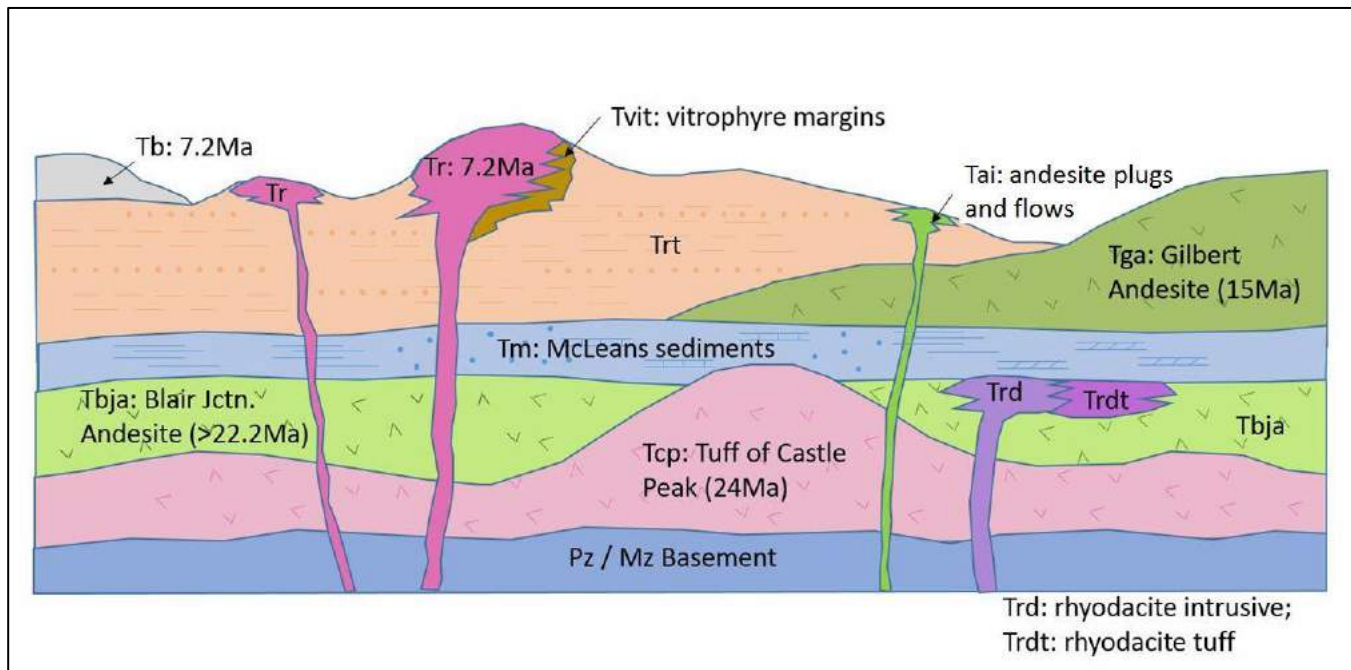 Tvit: vitrophyre margins
Tb: 7.2Ma
Tr
Tr: 7.2Ma
Tai: andesite plugs
and flows
Trt
Tga: Gilbert
Andesite (15Ma)
Tm: McLeans sediments
Tbja: Blair Jctn.
Andesite (>22.2Ma)
Trd
Trdt
Tbja
Tcp: Tuff of Castle
Peak (24Ma)
Pz / Mz Basement
Trd: rhyodacite intrusive;
Trdt: rhyodacite tuff